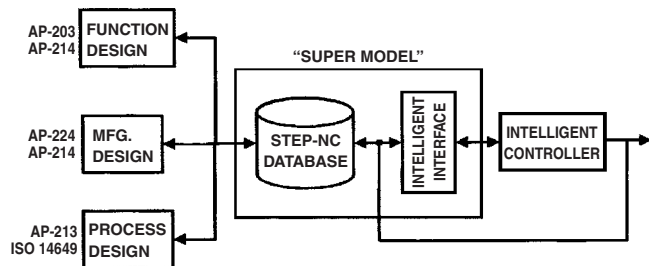 AP-203
AP-214
FUNCTION
DESIGN
“SUPER MODEL”
AP-224
AP-214
MFG.
DESIGN
STEP-NC
DATABASE
INTELLIGENT
INTERFACE
INTELLIGENT
CONTROLLER
AP-213
ISO 14649
PROCESS
DESIGN